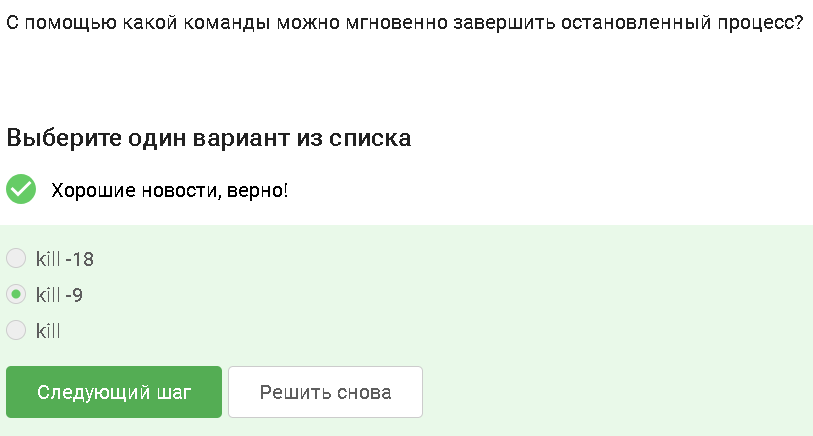 С помощью какой команды можно мгновенно завершить остановленный процесс?
Выберите один вариант из списка
Хорошие новости, верно!
kill -18
kill -9
kill
Следующий шаг
Решить снова